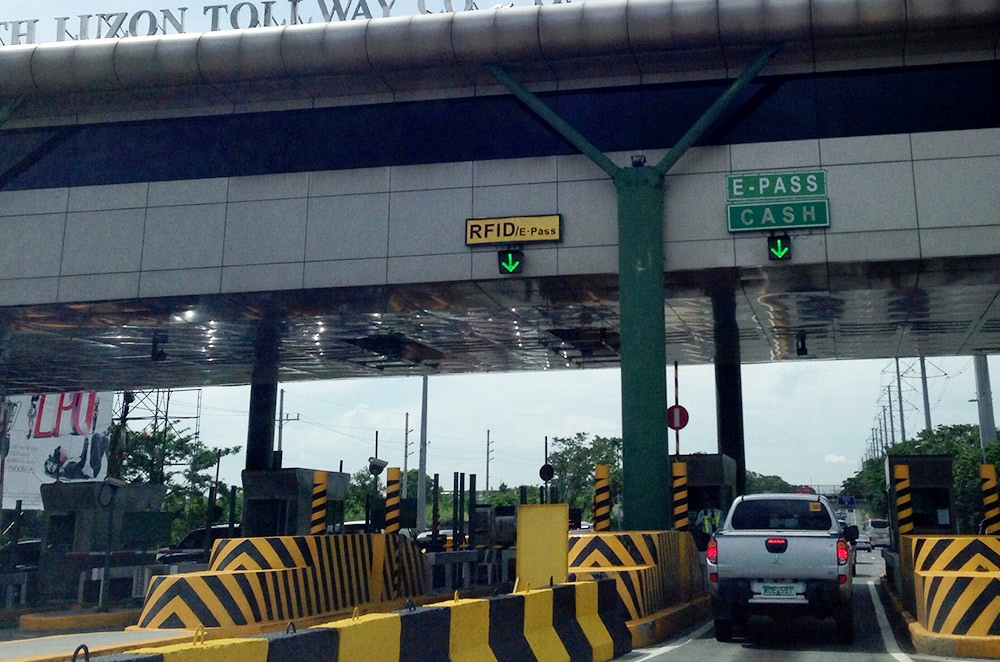 LUZON TOLLWAY
RFID/E-Pass
E-PASS
CASH
LPU